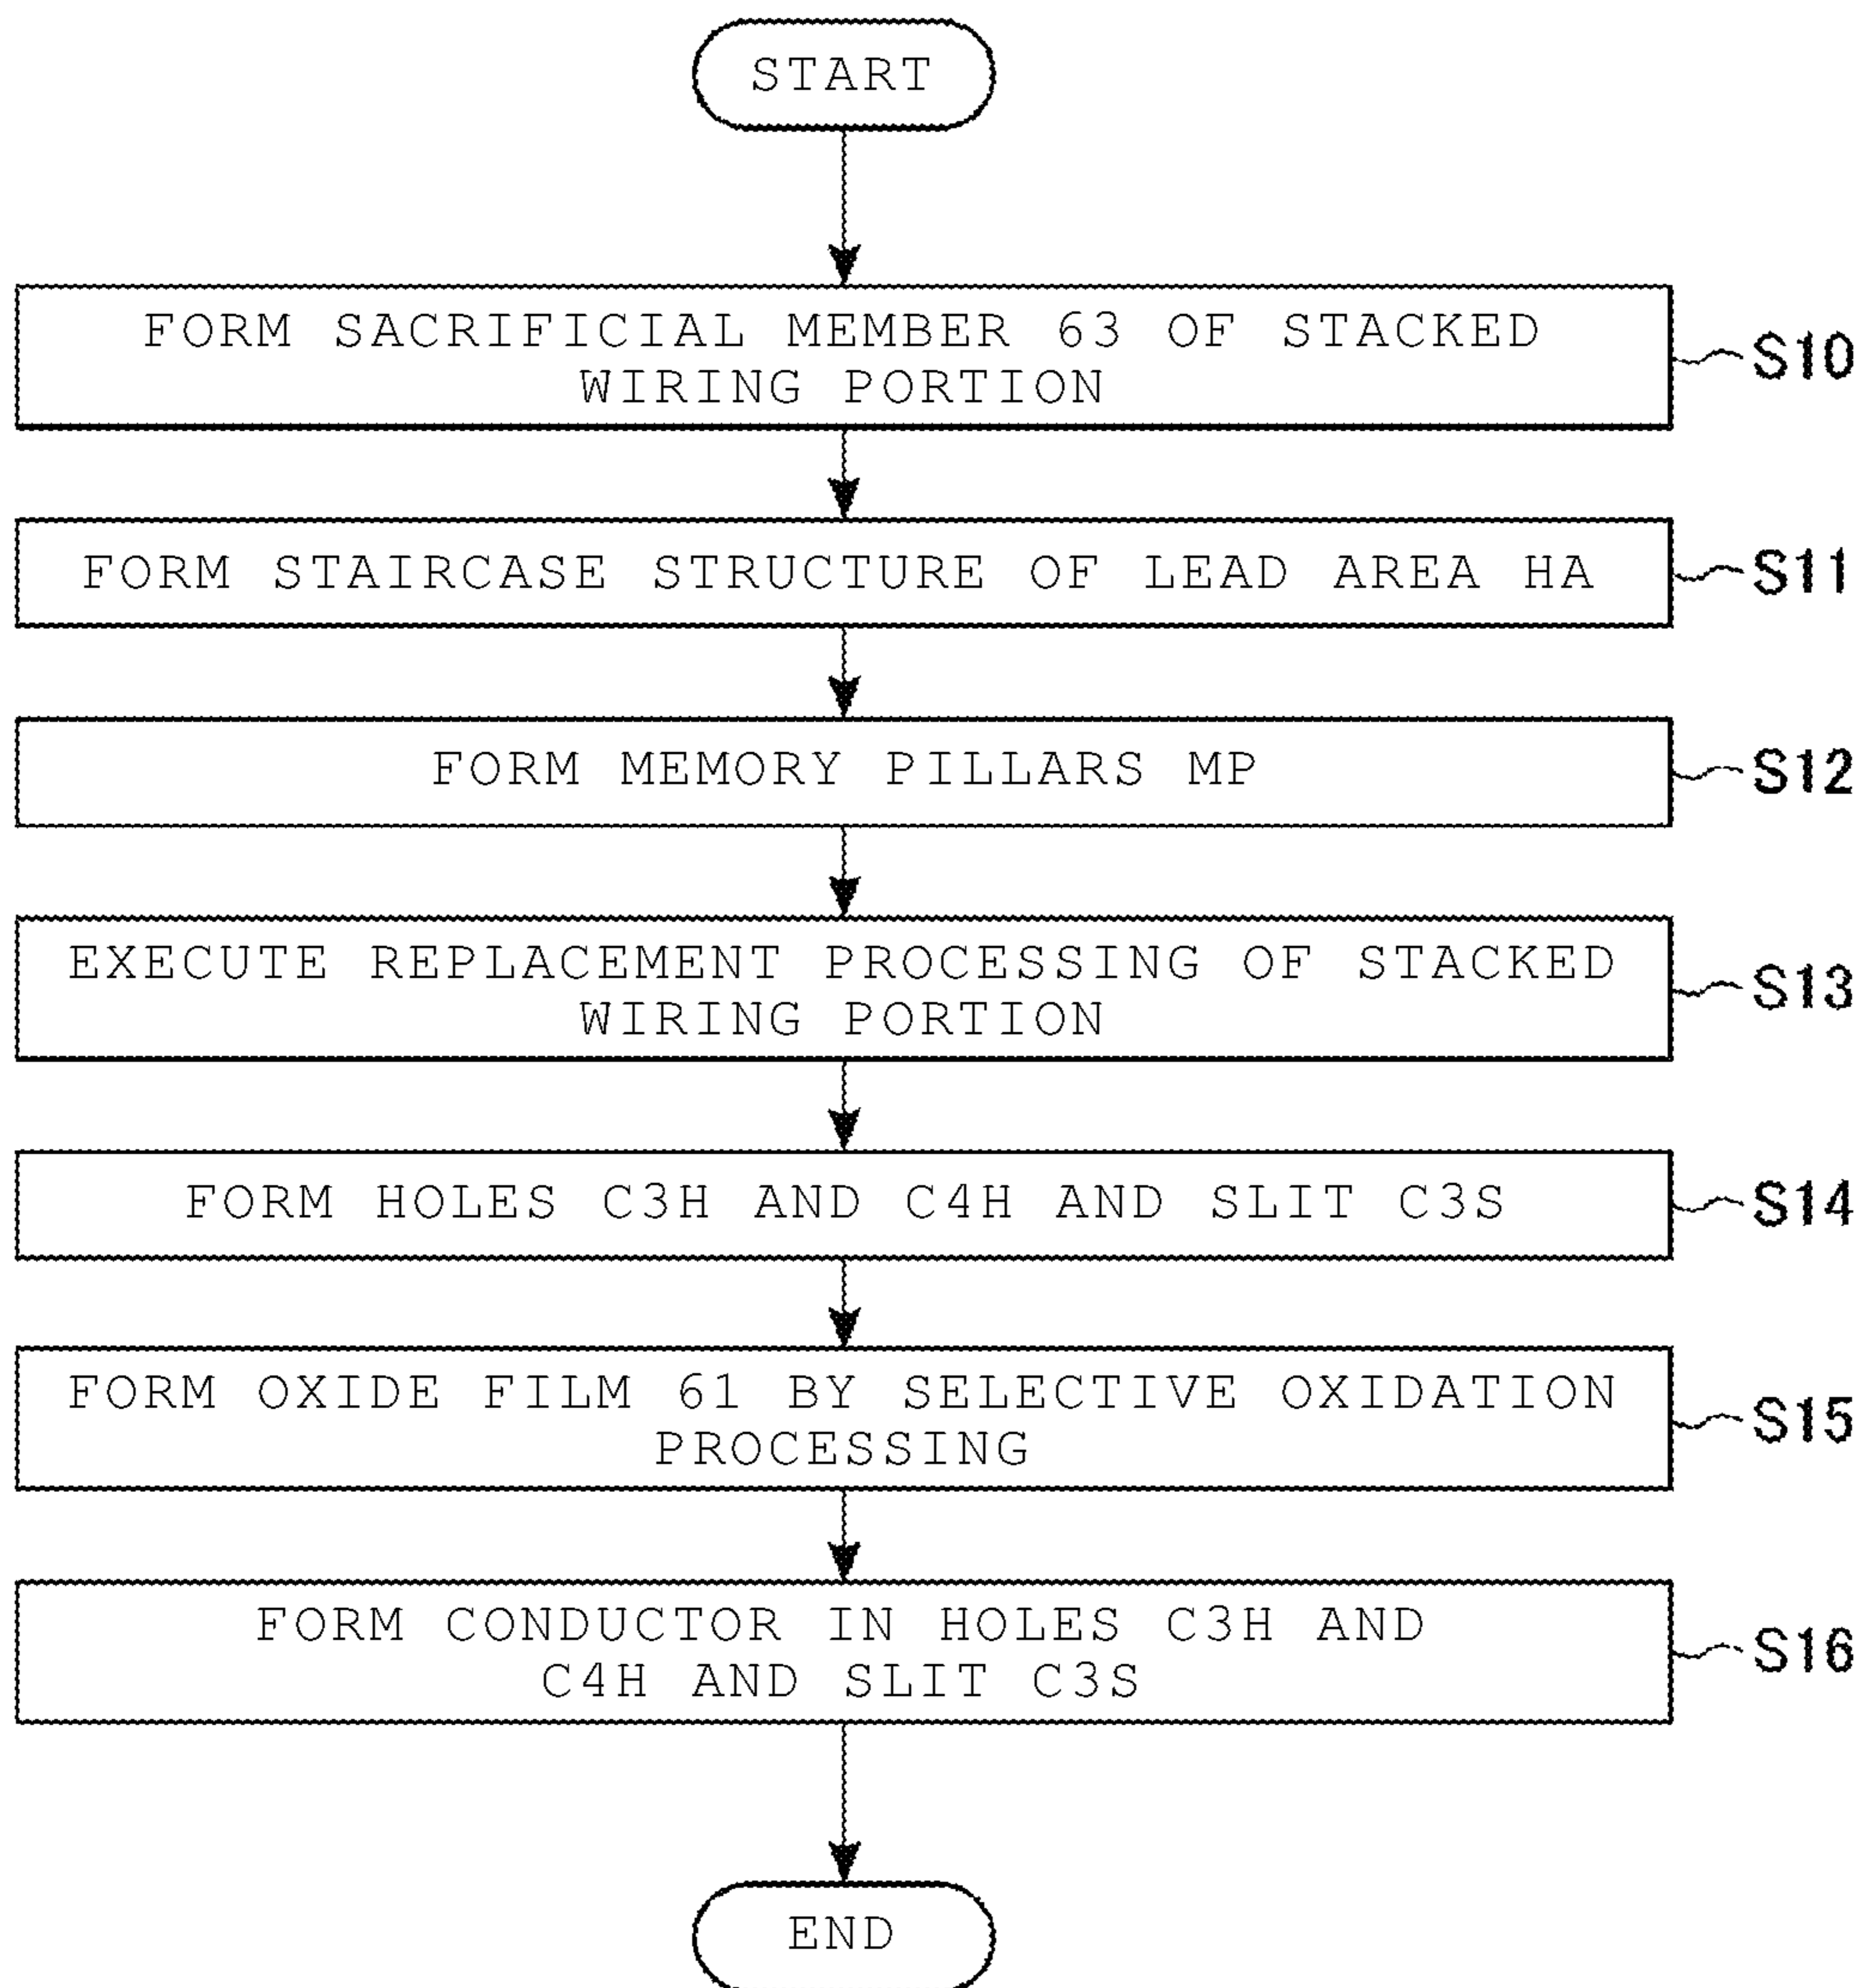 START
FORM SACRIFICIAL MEMBER 63 OF STACKED
WIRING PORTION
S10
FORM STAIRCASE STRUCTURE OF LEAD AREA HA
S11
FORM MEMORY PILLARS MP
S12
EXECUTE REPLACEMENT PROCESSING OF STACKED
WIRING PORTION
S13
FORM HOLES C3H AND C4H AND SLIT C3S
S14
FORM OXIDE FILM 61 BY SELECTIVE OXIDATION
PROCESSING
S15
FORM CONDUCTOR IN HOLES C3H AND
C4H AND SLIT C3S
S16
END